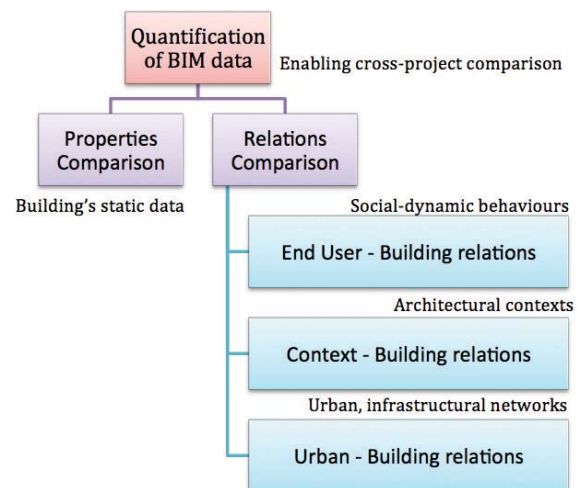 Quantification
of BIM data
Enabling cross-project comparison
Properties
Comparison
Relations
Comparison
Building's static data
Social-dynamic behaviours
End User - Building relations
Architectural contexts
Context - Building relations
Urban, infrastructural networks
Urban - Building relations